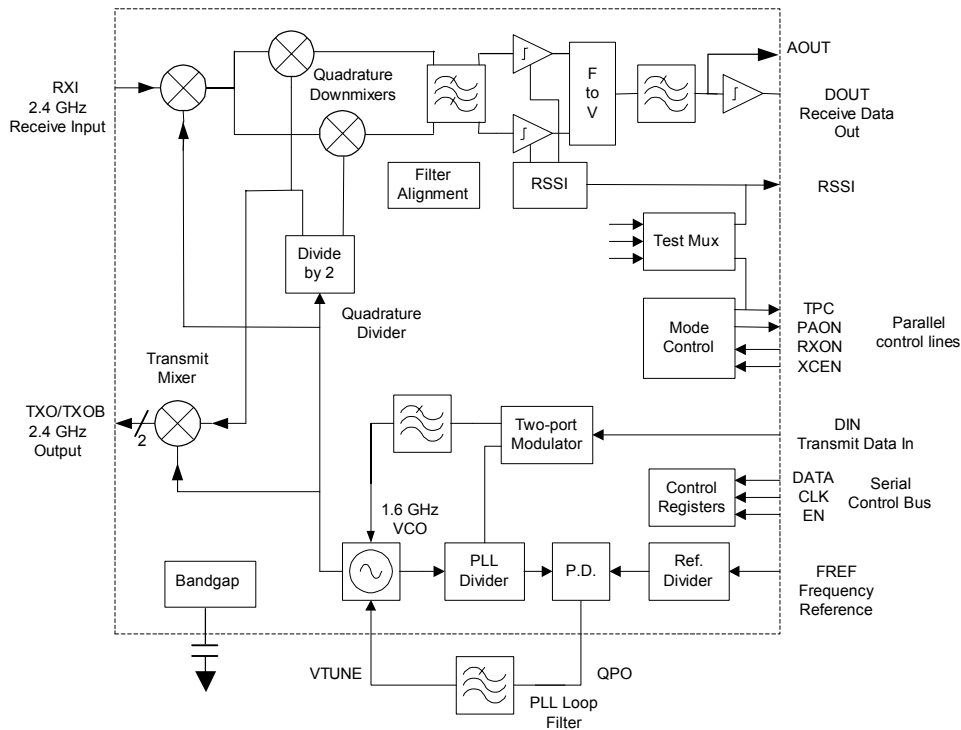 RXI
2.4 GHz
Receive Input
Quadrature
Downmixers
F
to
V
AOUT
DOUT
Receive Data
Out
Filter
Alignment
RSSI
RSSI
Test Mux
Divide
by 2
Quadrature
Divider
Mode
Control
TPC
PAON
RXON
XCEN
Parallel
control lines
Transmit
Mixer
TXO/TXOB
2.4 GHz
Output
2
Two-port
Modulator
DIN
Transmit Data In
Control
Registers
DATA
CLK
EN
Serial
Control Bus
1.6 GHz
VCO
PLL
Divider
P.D.
Ref.
Divider
FREF
Frequency
Reference
Bandgap
VTUNE
QPO
PLL Loop
Filter